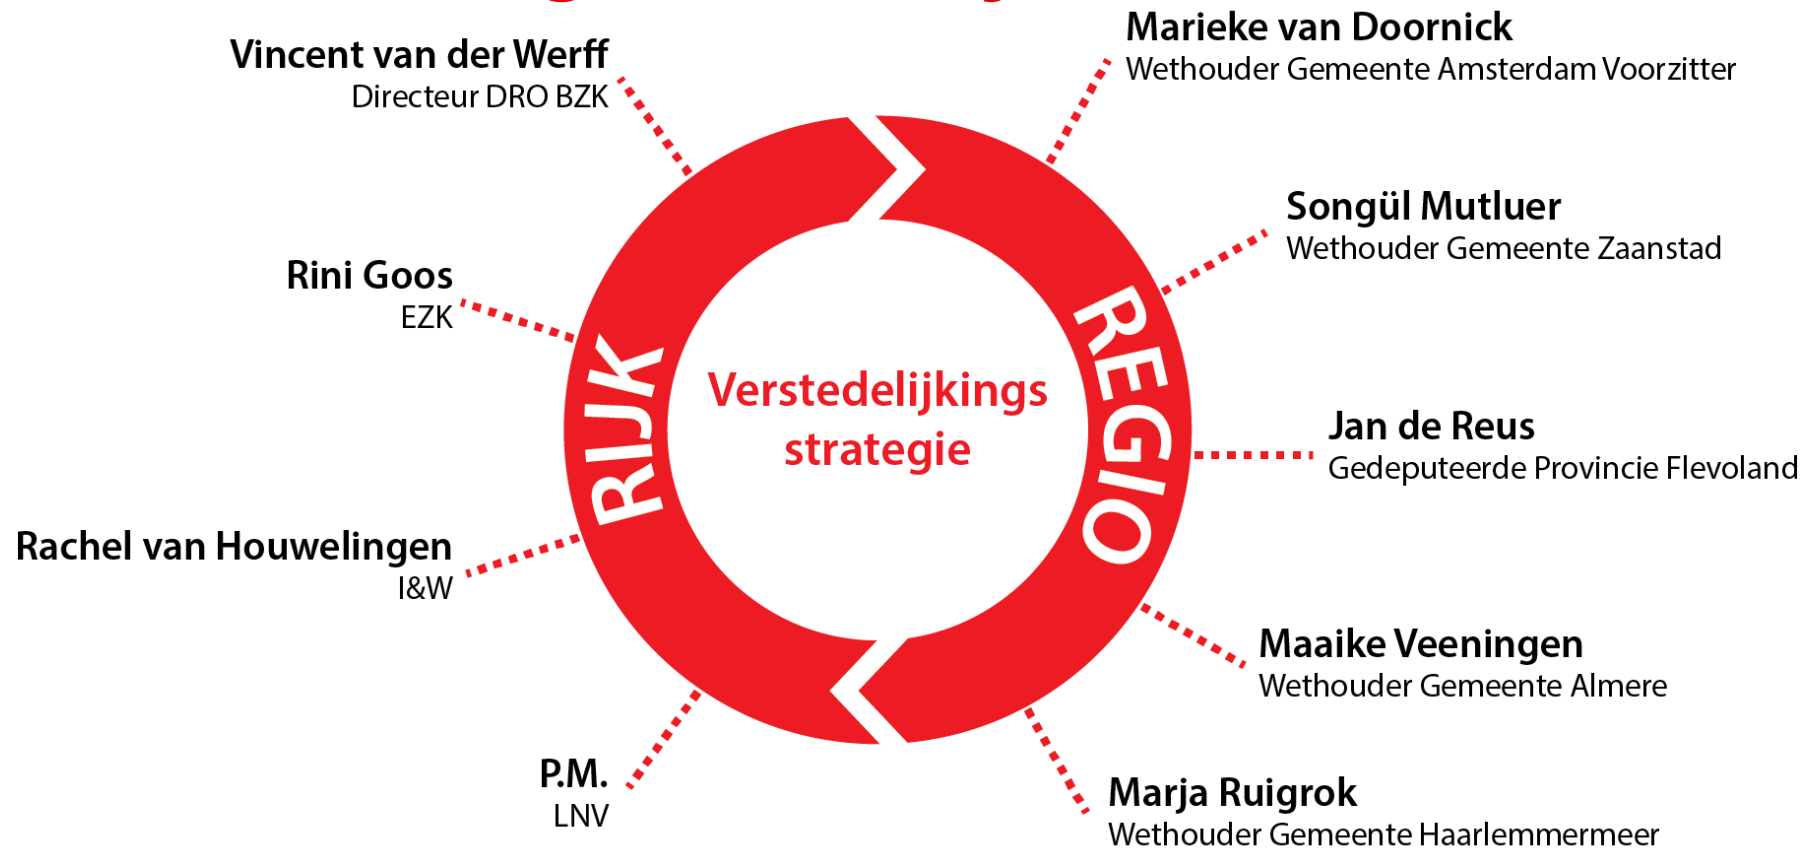 Vincent van der Werff
Directeur DRO BZK
Rini Goos
EZK
Rachel van Houwelingen
I&W
P.M.
LNV
RIJK
Verstedelijkings
strategie
REGIO
Marieke van Doornick
Wethouder Gemeente Amsterdam Voorzitter
Songül Mutluer
Wethouder Gemeente Zaanstad
Jan de Reus
Gedeputeerde Provincie Flevoland
Maaike Veeningen
Wethouder Gemeente Almere
Marja Ruigrok
Wethouder Gemeente Haarlemmermeer